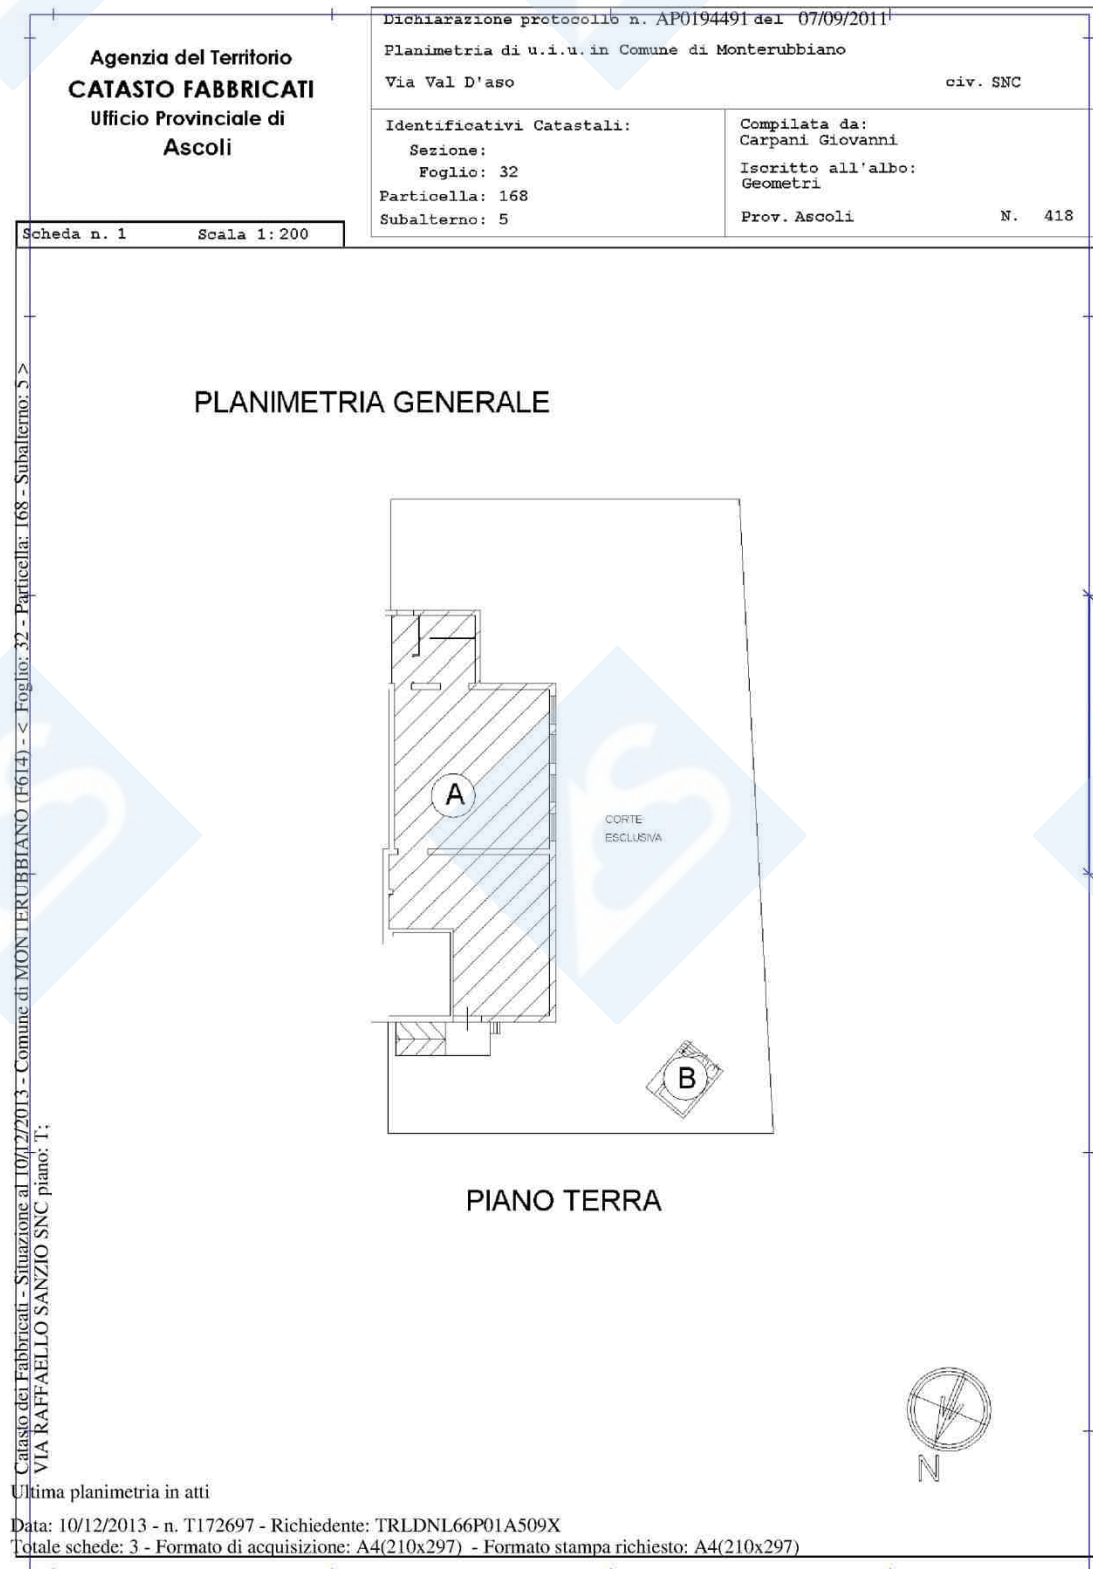 Agenzia del Territorio
CATASTO FABBRICATI
Ufficio Provinciale di
Ascoli
Scheda n. 1 Scala 1:200
Dichiarazione protocollo n. AP0194491 del 07/09/2011
Planimetria di u.i.u. in Comune di Monterubbiano
Via Val D'aso civ. SNC
Identificativi Catastali:
Sezione:
Foglio: 32
Particella: 168
Subalterno: 5
Compilata da:
Carpani Giovanni
Iscritto all'albo:
Geometri
Prov. Ascoli N. 418
PLANIMETRIA GENERALE
A
CORTE
ESCLUSIVA
B
PIANO TERRA
N
Catasto dei Fabbricati - Situazione al 10/12/2013 - Comune di MONTERUBBIANO (F614) - < Foglio: 32 - Particella: 168 - Subalterno: 5 >
VIA RAFFAELLO SANZIO SNC piano: T;
Ultima planimetria in atti
Data: 10/12/2013 - n. T172697 - Richiedente: TRLDNL66P01A509X
Totale schede: 3 - Formato di acquisizione: A4(210x297) - Formato stampa richiesto: A4(210x297)